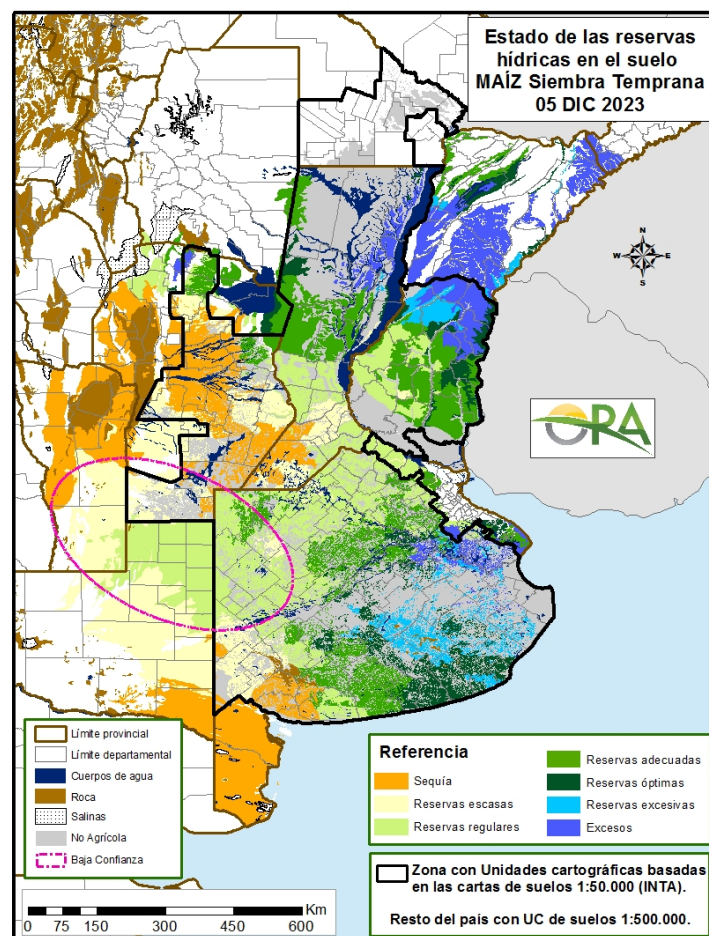 Estado de las reservas
hídricas en el suelo
MAÍZ Siembra Temprana
05 DIC 2023
N
W E
S
ORA
Límite provincial
Límite departamental
Cuerpos de agua
Roca
Salinas
No Agrícola
Baja Confianza
Referencia
Sequía
Reservas escasas
Reservas regulares
Reservas adecuadas
Reservas óptimas
Reservas excesivas
Excesos
Zona con Unidades cartográficas basadas
en las cartas de suelos 1:50.000 (INTA).
Resto del país con UC de suelos 1:500.000.
Km
0 75 150 300 450 600